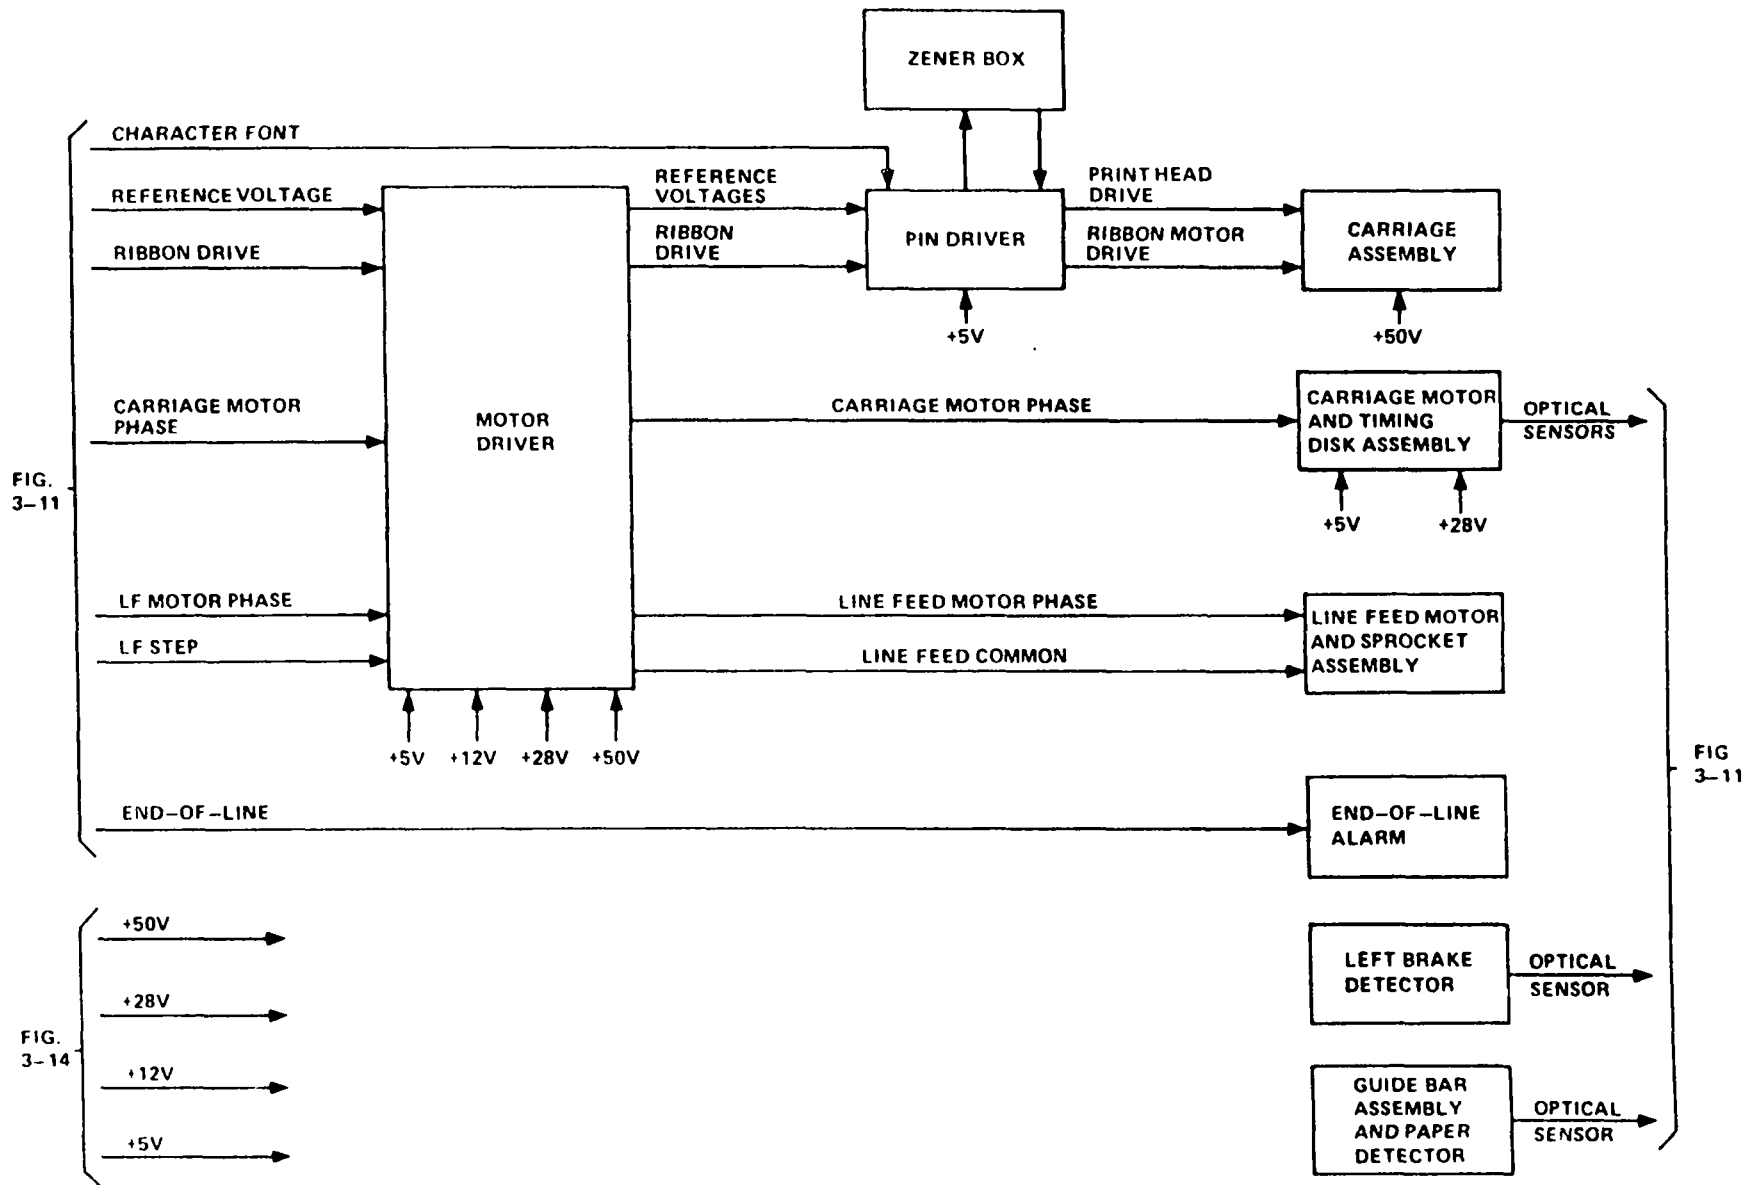 ZENER BOX
CHARACTER FONT
REFERENCE VOLTAGE
RIBBON DRIVE
REFERENCE
VOLTAGES
RIBBON
DRIVE
PIN DRIVER
+5V
PRINT HEAD
DRIVE
RIBBON MOTOR
DRIVE
CARRIAGE
ASSEMBLY
+50V
CARRIAGE MOTOR
PHASE
MOTOR
DRIVER
CARRIAGE MOTOR PHASE
CARRIAGE MOTOR
AND TIMING
DISK ASSEMBLY
OPTICAL
SENSORS
+5V
+28V
FIG.
3-11
LF MOTOR PHASE
LF STEP
LINE FEED MOTOR PHASE
LINE FEED COMMON
LINE FEED MOTOR
AND SPROCKET
ASSEMBLY
+5V
+12V
+28V
+50V
FIG
3-11
END-OF-LINE
END-OF-LINE
ALARM
+50V
+28V
+12V
+5V
FIG.
3-14
LEFT BRAKE
DETECTOR
OPTICAL
SENSOR
GUIDE BAR
ASSEMBLY
AND PAPER
DETECTOR
OPTICAL
SENSOR